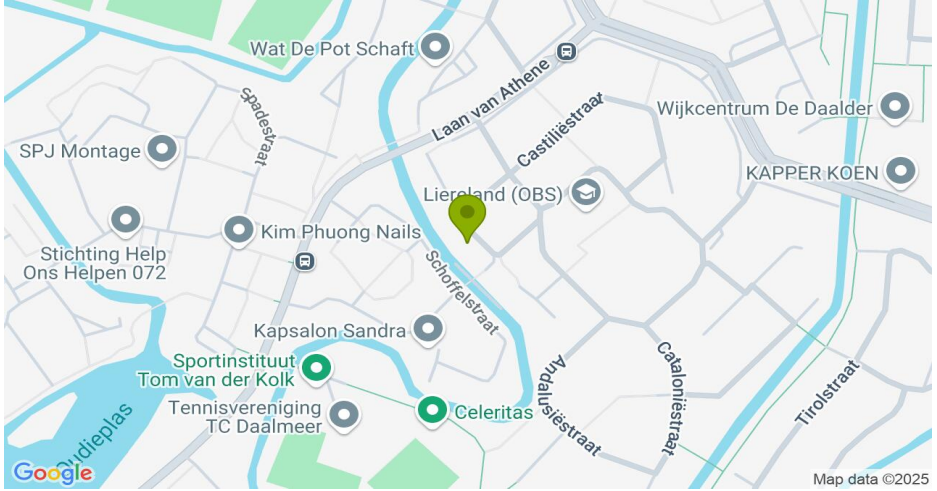 Wat De Pot Schaft
Laan van Athene
Spadestraat
Castiliëstraat
Wijkcentrum De Daalder
SPJ Montage
KAPPER KOEN
Liereland (OBS)
Kim Phuong Nails
Stichting Help
Ons Helpen 072
Schoffelstraat
Kapsalon Sandra
Sportinstituut
Tom van der Kolk
Andalusiëstraat
Cataloniëstraat
Tirolstraat
Tennisvereniging
TC Daalmeer
Celeritas
Oudieplas
Google
Map data ©2025